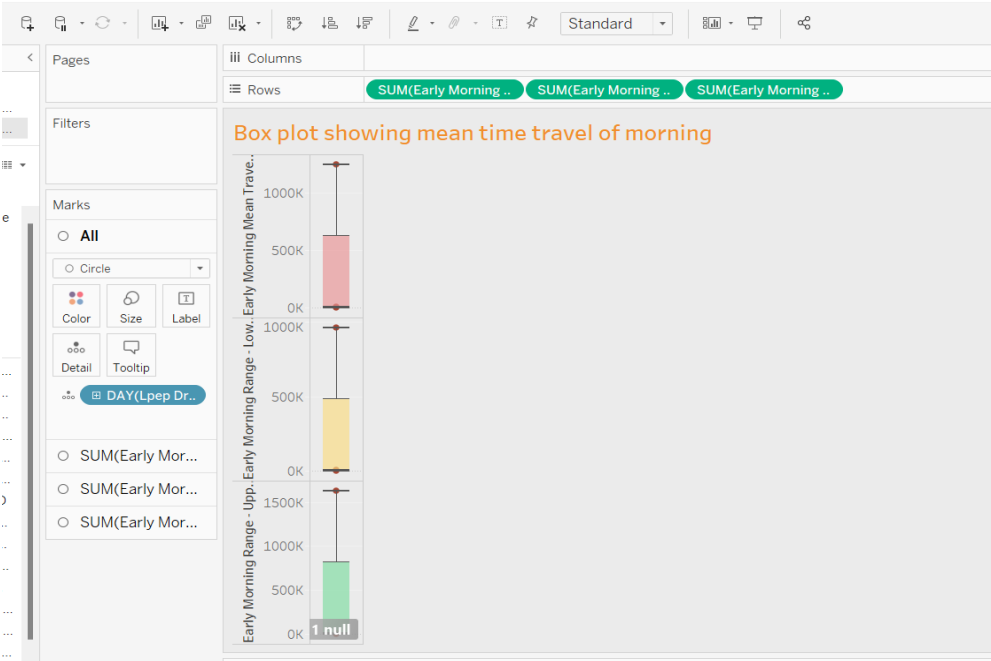 Standard
Pages
Filters
Marks
All
Circle
Color Size Label
Detail Tooltip
DAY(Lpep Dr..
SUM(Early Mor...
SUM(Early Mor...
SUM(Early Mor...
Columns
Rows SUM(Early Morning .. SUM(Early Morning .. SUM(Early Morning ..
Box plot showing mean time travel of morning
Early Morning Mean Trave..
1000K
500K
0K
Early Morning Range - Low..
1000K
500K
0K
Early Morning Range - Upp..
1500K
1000K
500K
0K
1 null
e